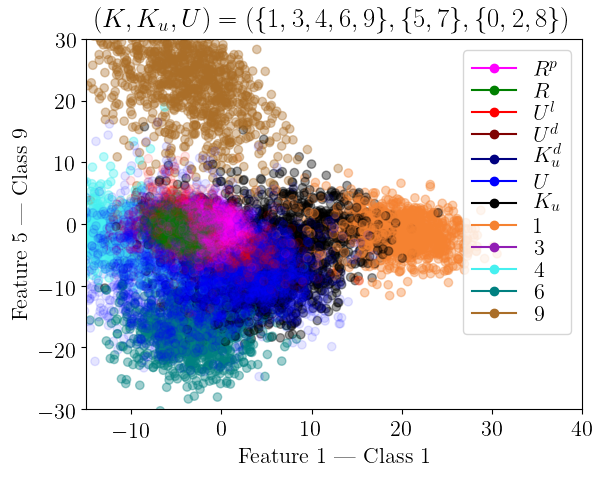 (K, K_u, U) = ({1, 3, 4, 6, 9}, {5, 7}, {0, 2, 8})
30
20
10
0
−10
−20
−30
Feature 5 — Class 9
−10
0
10
20
30
40
Feature 1 — Class 1
R^p
R
U^l
U^d
K_u^d
U
K_u
1
3
4
6
9